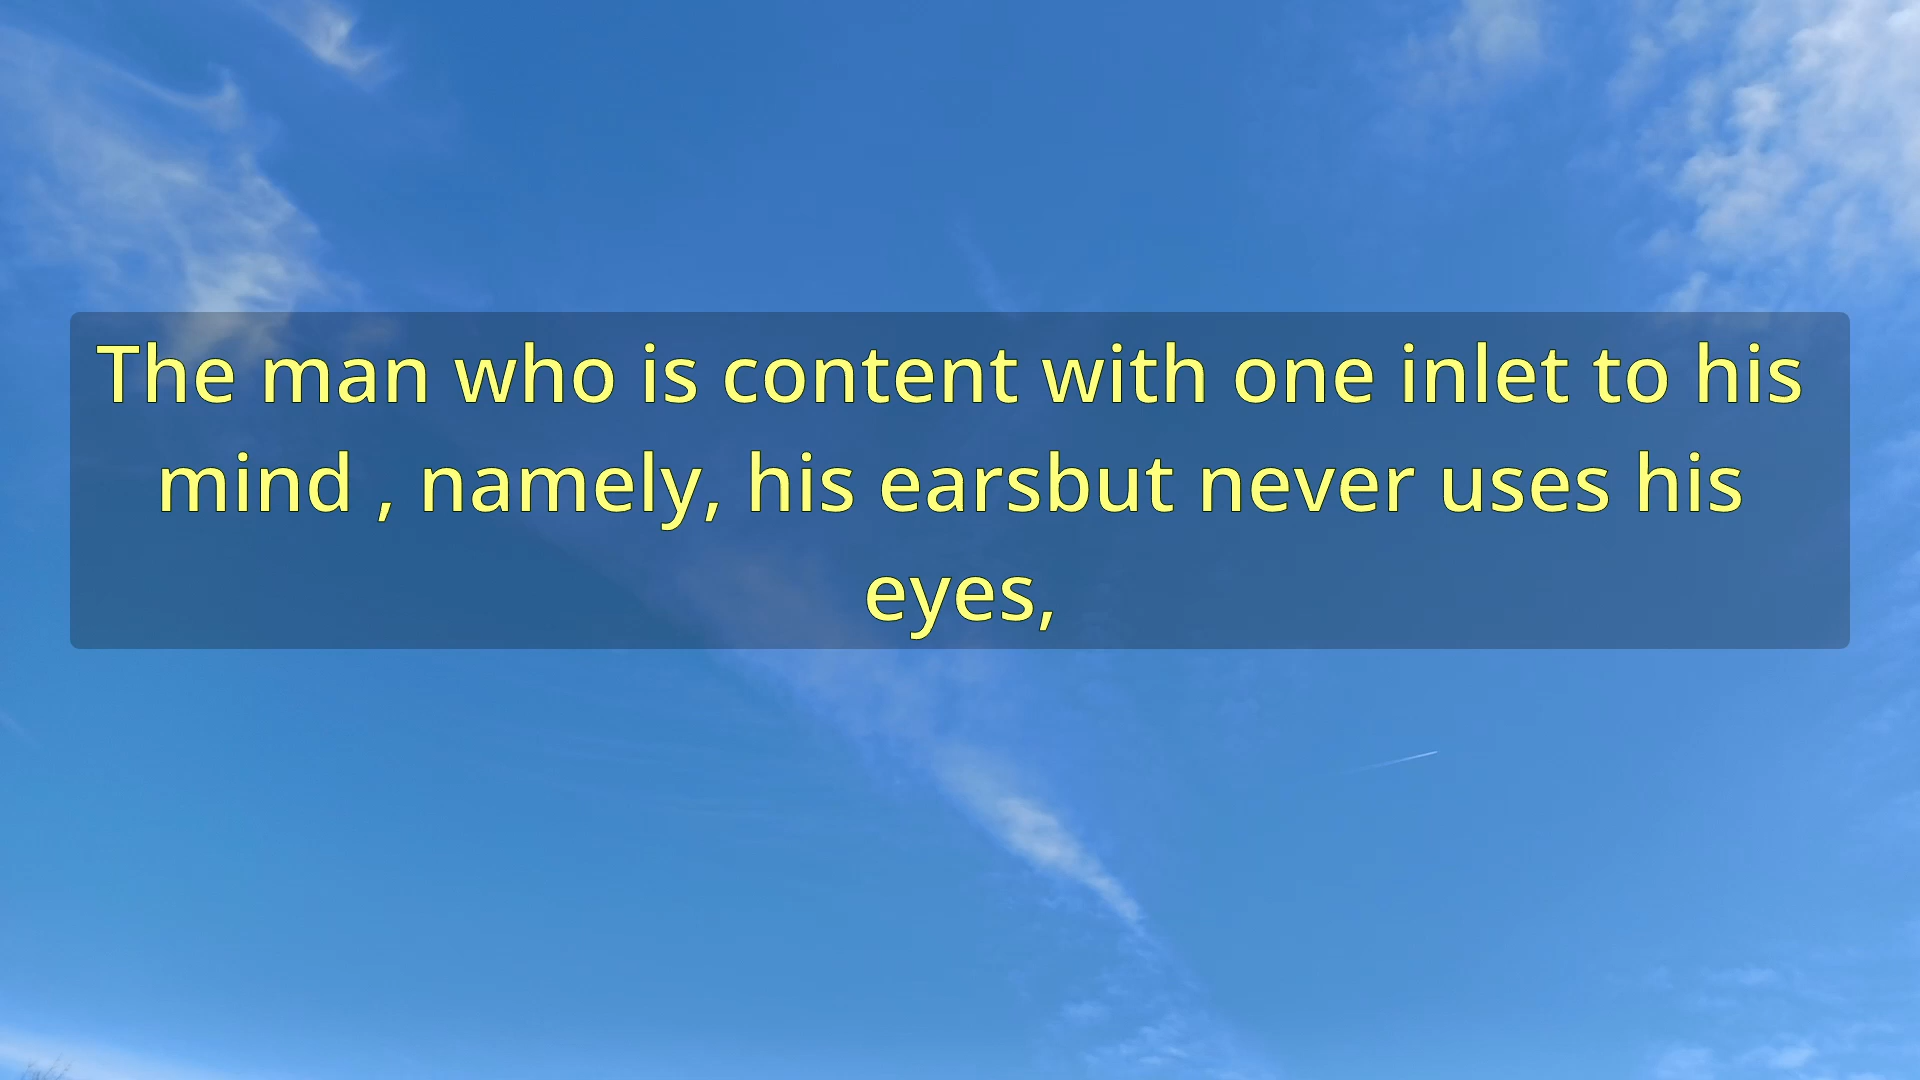 The man who is content with one inlet to his
mind , namely, his earsbut never uses his
eyes,